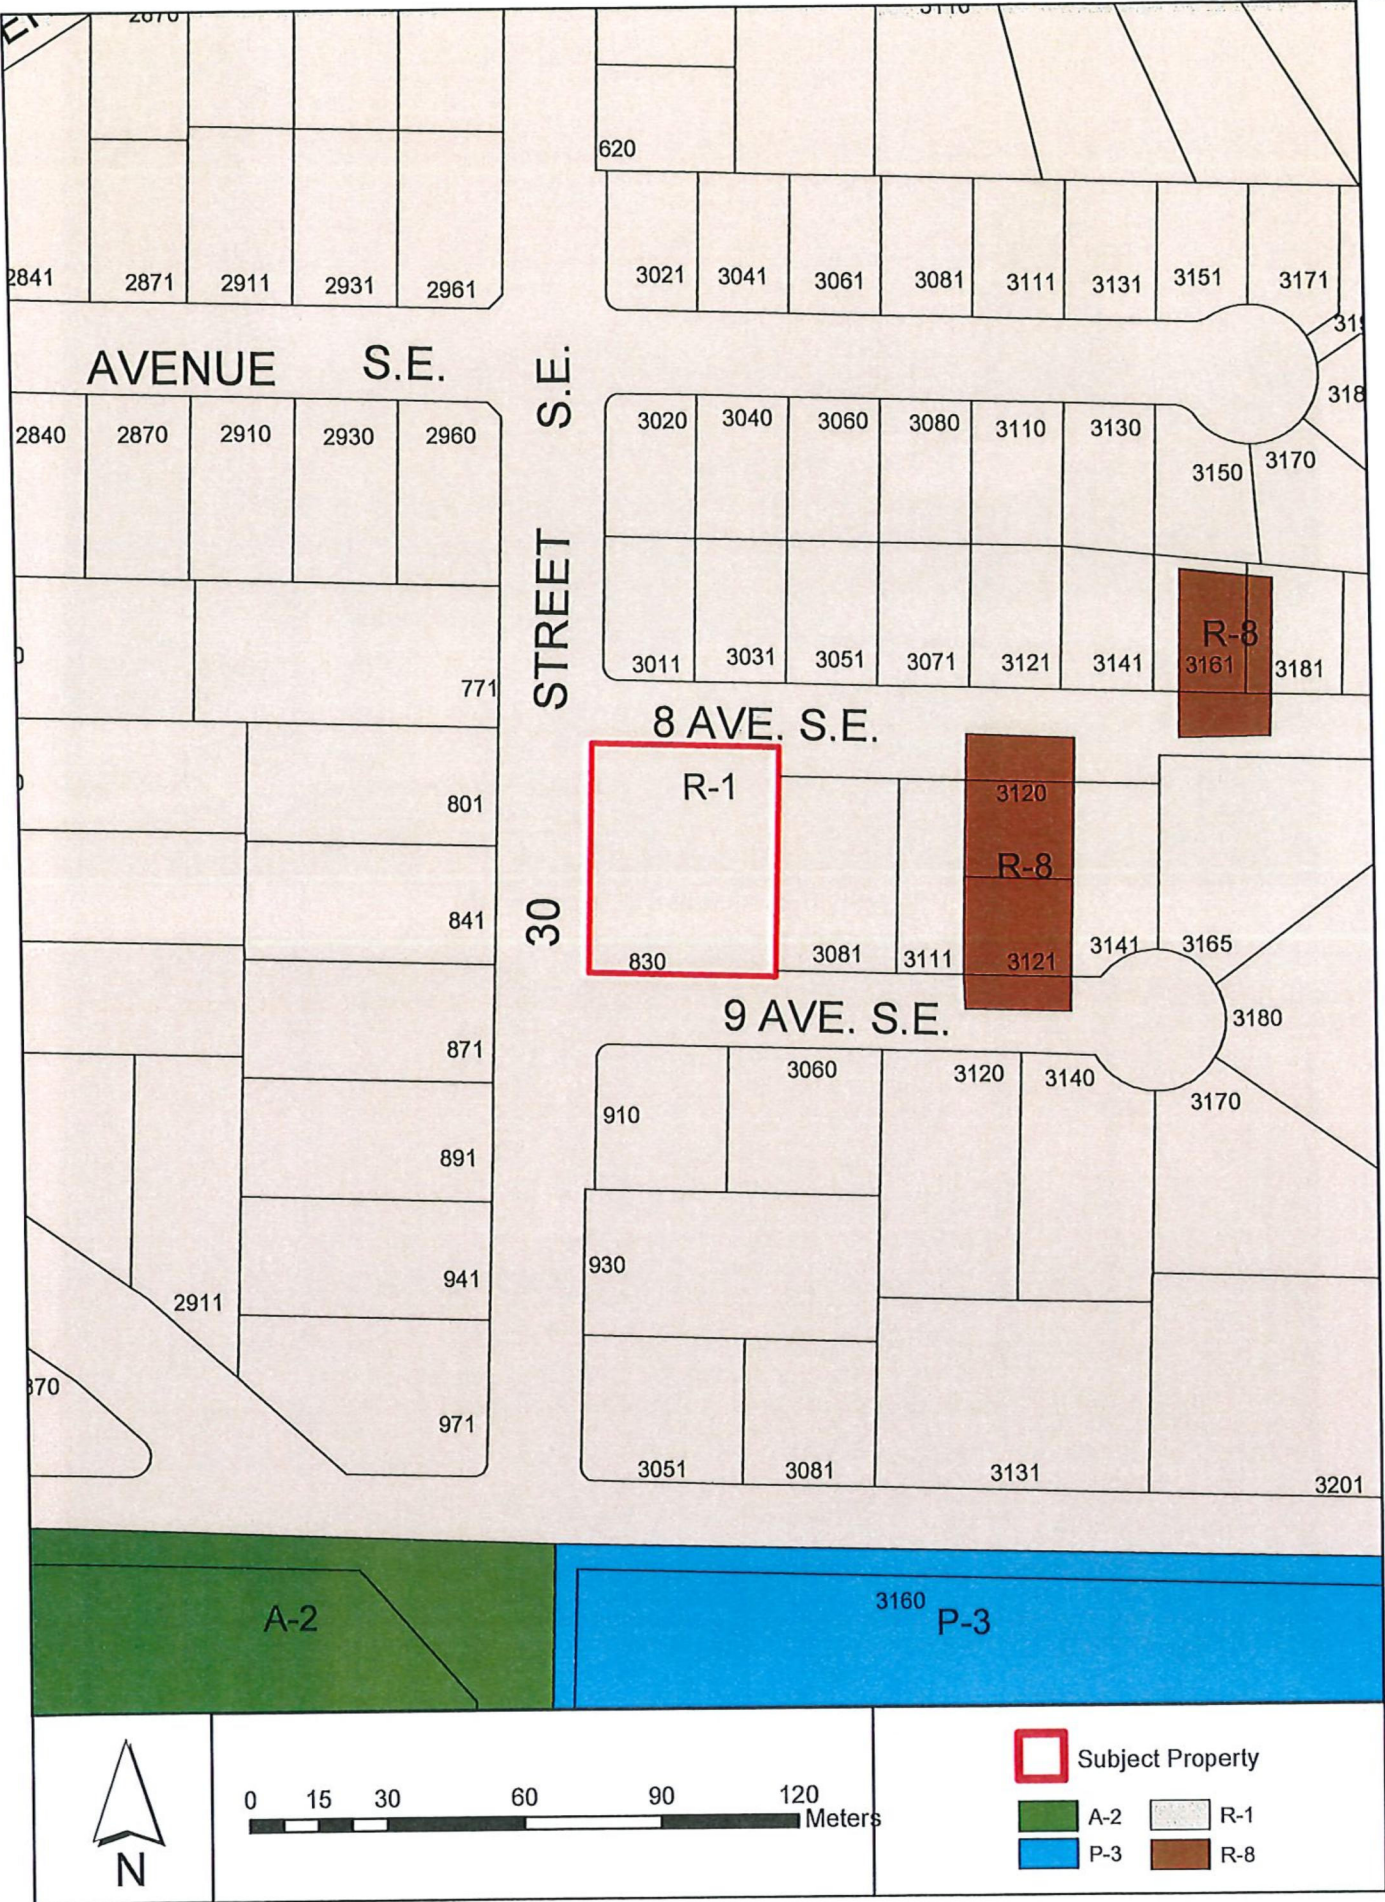 620
2841 2871 2911 2931 2961 3021 3041 3061 3081 3111 3131 3151 3171
AVENUE S.E.
2840 2870 2910 2930 2960 3020 3040 3060 3080 3110 3130
3150 3170
30 STREET S.E.
3011 3031 3051 3071 3121 3141 3161 3181
R-8
771
8 AVE. S.E.
R-1
801
3120
R-8
841
830 3081 3111 3121 3141 3165
9 AVE. S.E.
3180
871
3060 3120 3140
3170
910
891
930
941
2911
971
3051 3081 3131 3201
A-2
3160
P-3
N
0 15 30 60 90 120
Meters
Subject Property
A-2 R-1
P-3 R-8